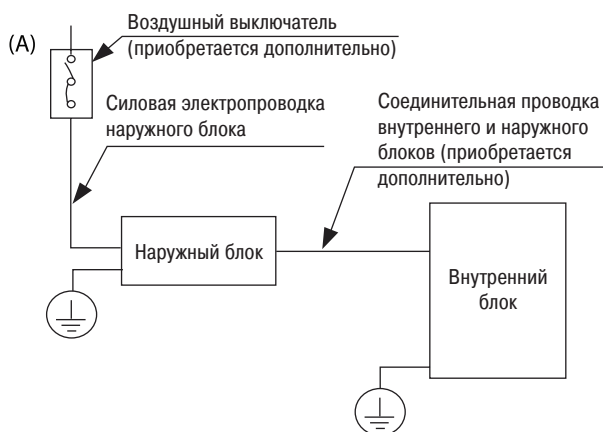 (A)
Воздушный выключатель
(приобретается дополнительно)
Силовая электропроводка
наружного блока
Соединительная проводка
внутреннего и наружного
блоков (приобретается
дополнительно)
Наружный блок
Внутренний
блок